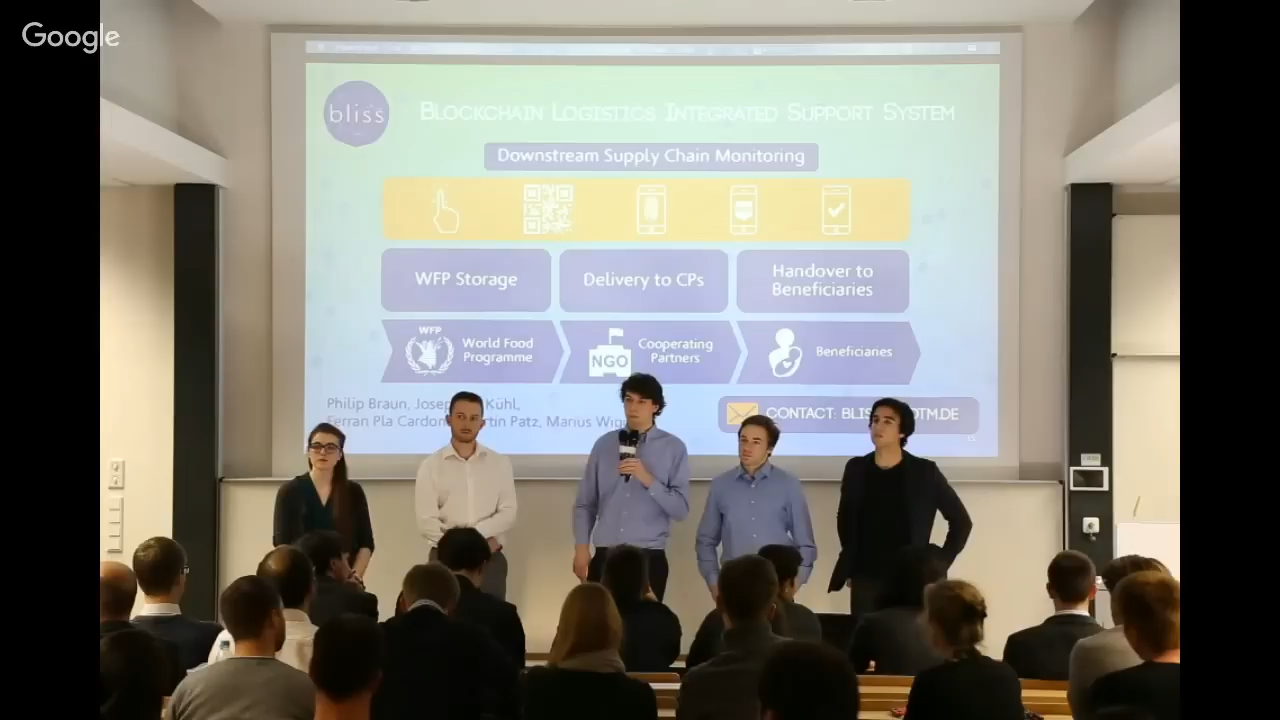 Google
bliss
Blockchain Logistics Integrated Support System
Downstream Supply Chain Monitoring
WFP Storage
Delivery to CPs
Handover to
Beneficiaries
WFP
World Food
Programme
NGO
Cooperating
Partners
Beneficiaries
Philip Braun, Kühl,
Ferran Pla Patz, Marius
CONTACT: